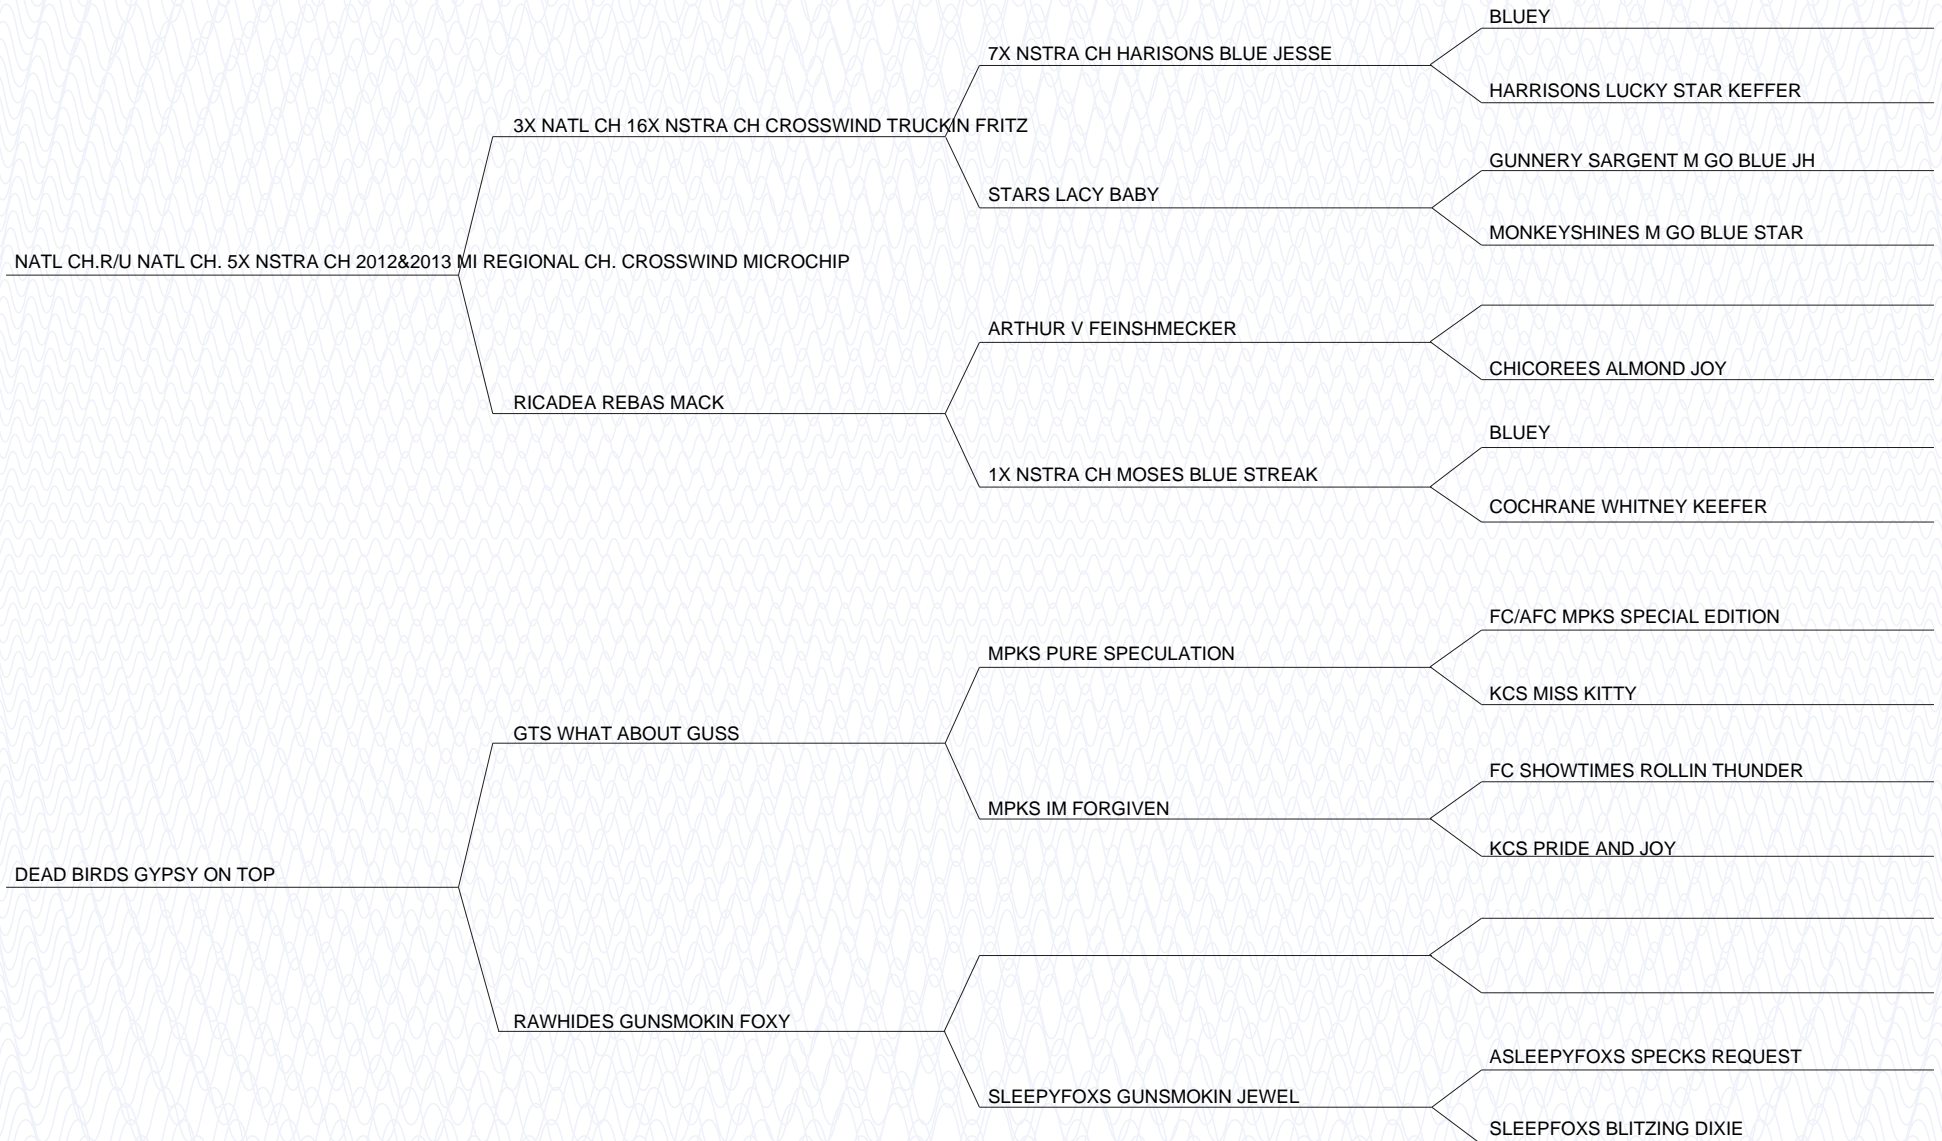 BLUEY
7X NSTRA CH HARISONS BLUE JESSE
HARRISONS LUCKY STAR KEFFER
3X NATL CH 16X NSTRA CH CROSSWIND TRUCKIN FRITZ
GUNNERY SARGENT M GO BLUE JH
STARS LACY BABY
MONKEYSHINES M GO BLUE STAR
NATL CH.R/U NATL CH. 5X NSTRA CH 2012&2013 MI REGIONAL CH. CROSSWIND MICROCHIP
ARTHUR V FEINSHMECKER
CHICOREES ALMOND JOY
RICADEA REBAS MACK
BLUEY
1X NSTRA CH MOSES BLUE STREAK
COCHRANE WHITNEY KEEFER
FC/AFC MPKS SPECIAL EDITION
MPKS PURE SPECULATION
KCS MISS KITTY
GTS WHAT ABOUT GUSS
FC SHOWTIMES ROLLIN THUNDER
MPKS IM FORGIVEN
KCS PRIDE AND JOY
DEAD BIRDS GYPSY ON TOP
RAWHIDES GUNSMOKIN FOXY
ASLEEPYFOXS SPECKS REQUEST
SLEEPYFOXS GUNSMOKIN JEWEL
SLEEPFOXS BLITZING DIXIE